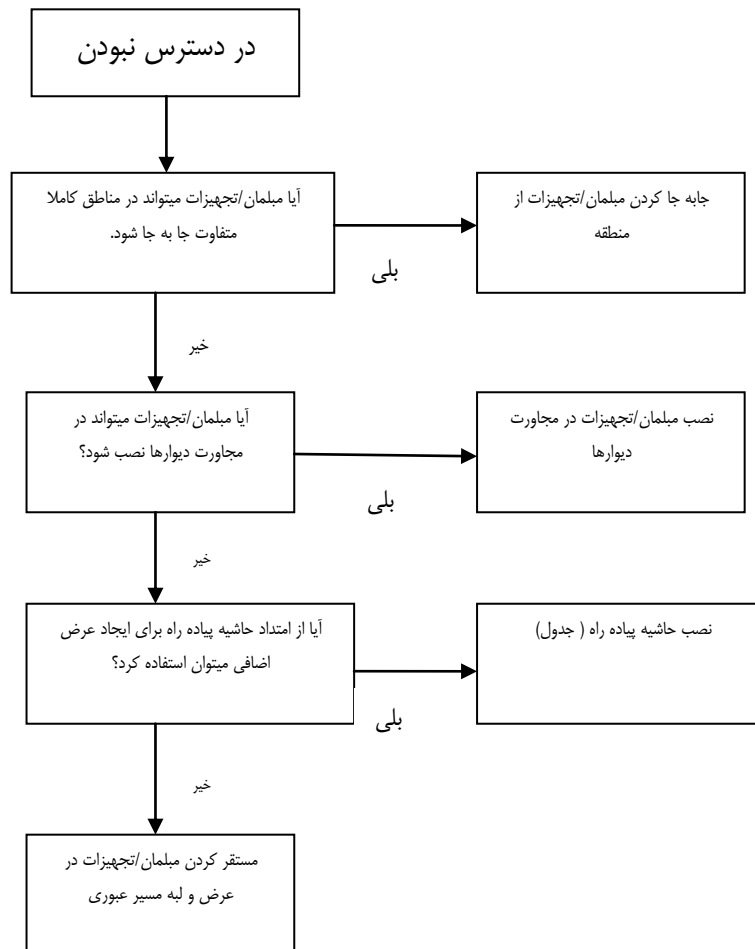 در دسترس نبودن
آیا مبلمان/تجهیزات میتواند در مناطق کاملا
متفاوت جا به جا شود.
جابه جا کردن مبلمان/تجهیزات از
منطقه
بلی
خیر
آیا مبلمان/تجهیزات میتواند در
مجاورت دیوارها نصب شود؟
نصب مبلمان/تجهیزات در مجاورت
دیوارها
بلی
خیر
آیا از امتداد حاشیه پیاده راه برای ایجاد عرض
اضافی میتوان استفاده کرد؟
نصب حاشیه پیاده راه ( جدول)
بلی
خیر
مستقر کردن مبلمان/تجهیزات در
عرض و لبه مسیر عبوری